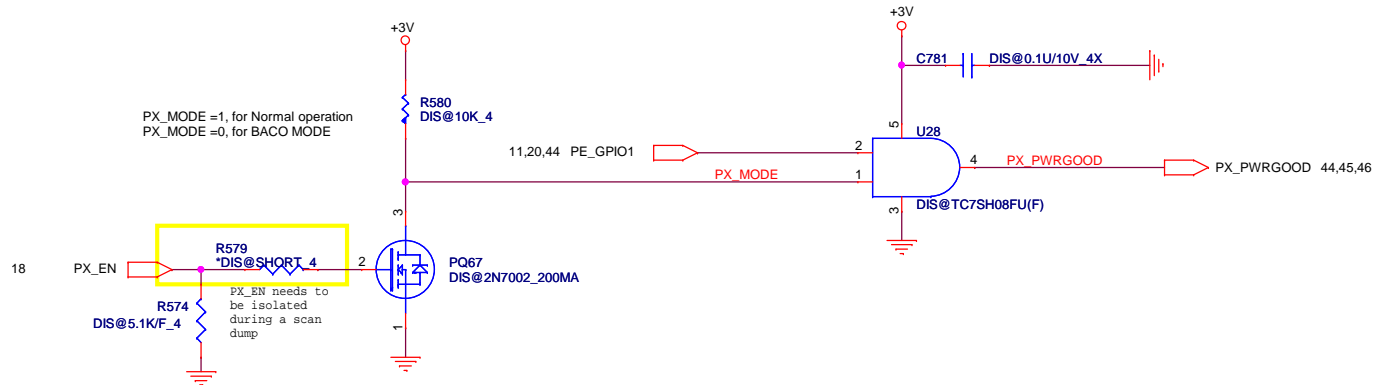 +3V
+3V
C781 DIS@0.1U/10V_4X
R580
DIS@10K_4
PX_MODE =1, for Normal operation
PX_MODE =0, for BACO MODE
5
U28
11,20,44 PE_GPIO1
2
4
PX_PWRGOOD
PX_PWRGOOD 44,45,46
PX_MODE
1
3
DIS@TC7SH08FU(F)
3
R579
*DIS@SHORT_4
18 PX_EN
2
PQ67
DIS@2N7002_200MA
PX_EN needs to
be isolated
during a scan
dump
R574
DIS@5.1K/F_4
1